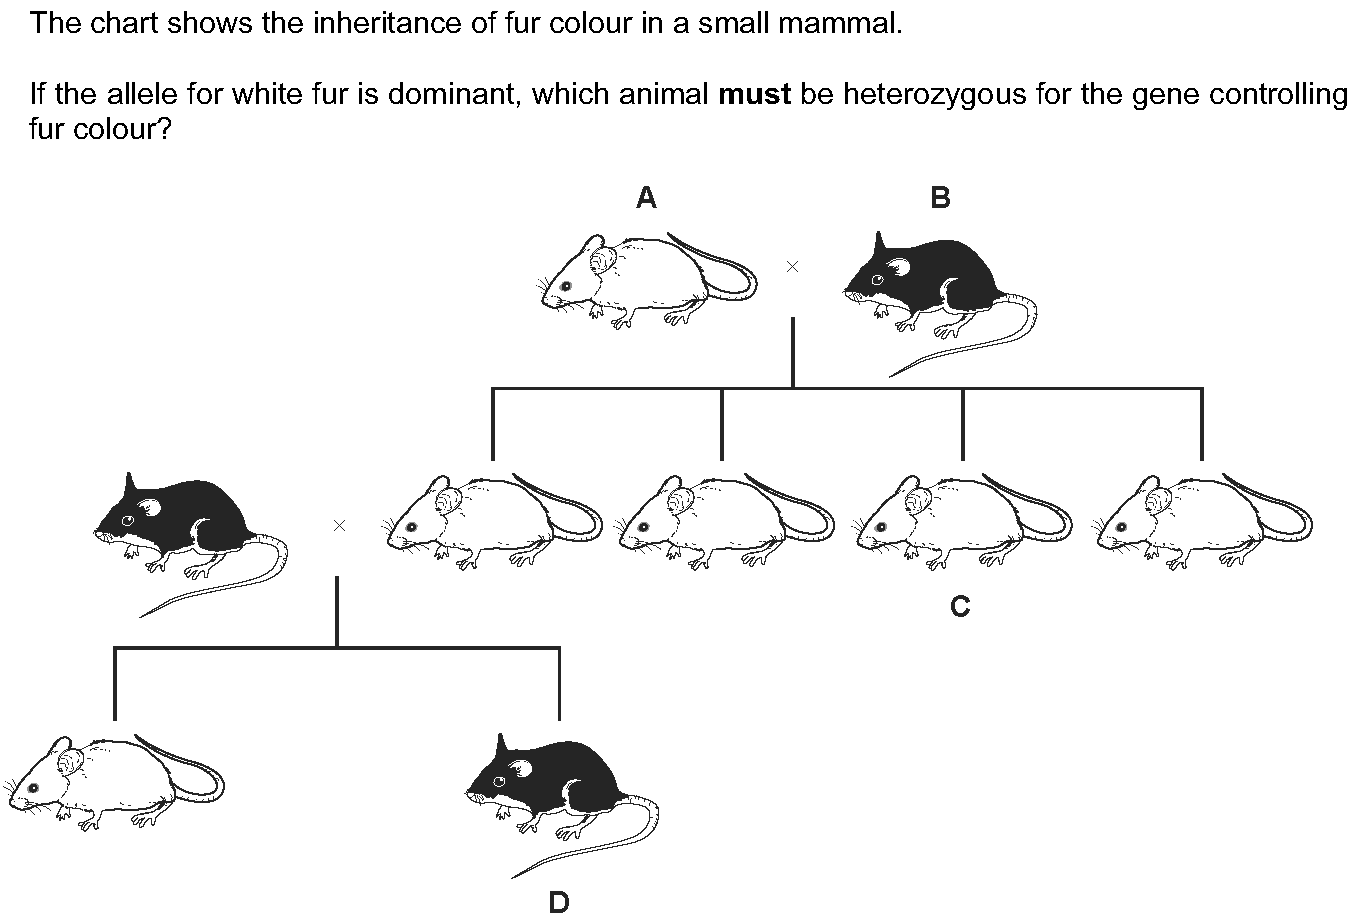 The chart shows the inheritance of fur colour in a small mammal.
If the allele for white fur is dominant, which animal must be heterozygous for the gene controlling
fur colour?
A
B
×
×
C
D